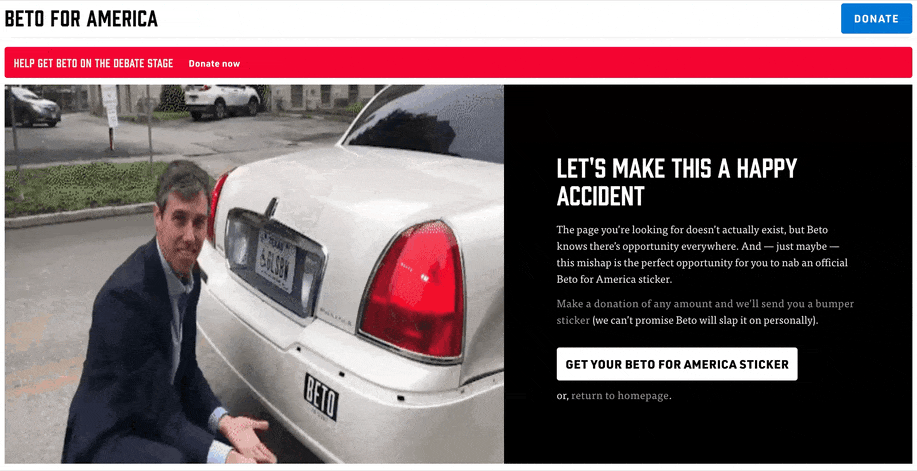 BETO FOR AMERICA
DONATE
HELP GET BETO ON THE DEBATE STAGE Donate now
LET'S MAKE THIS A HAPPY
ACCIDENT
The page you're looking for doesn't actually exist, but Beto
knows there's opportunity everywhere. And — just maybe —
this mishap is the perfect opportunity for you to nab an official
Beto for America sticker.
Make a donation of any amount and we'll send you a bumper
sticker (we can't promise Beto will slap it on personally).
GET YOUR BETO FOR AMERICA STICKER
or, return to homepage.
TEXAS
BETO